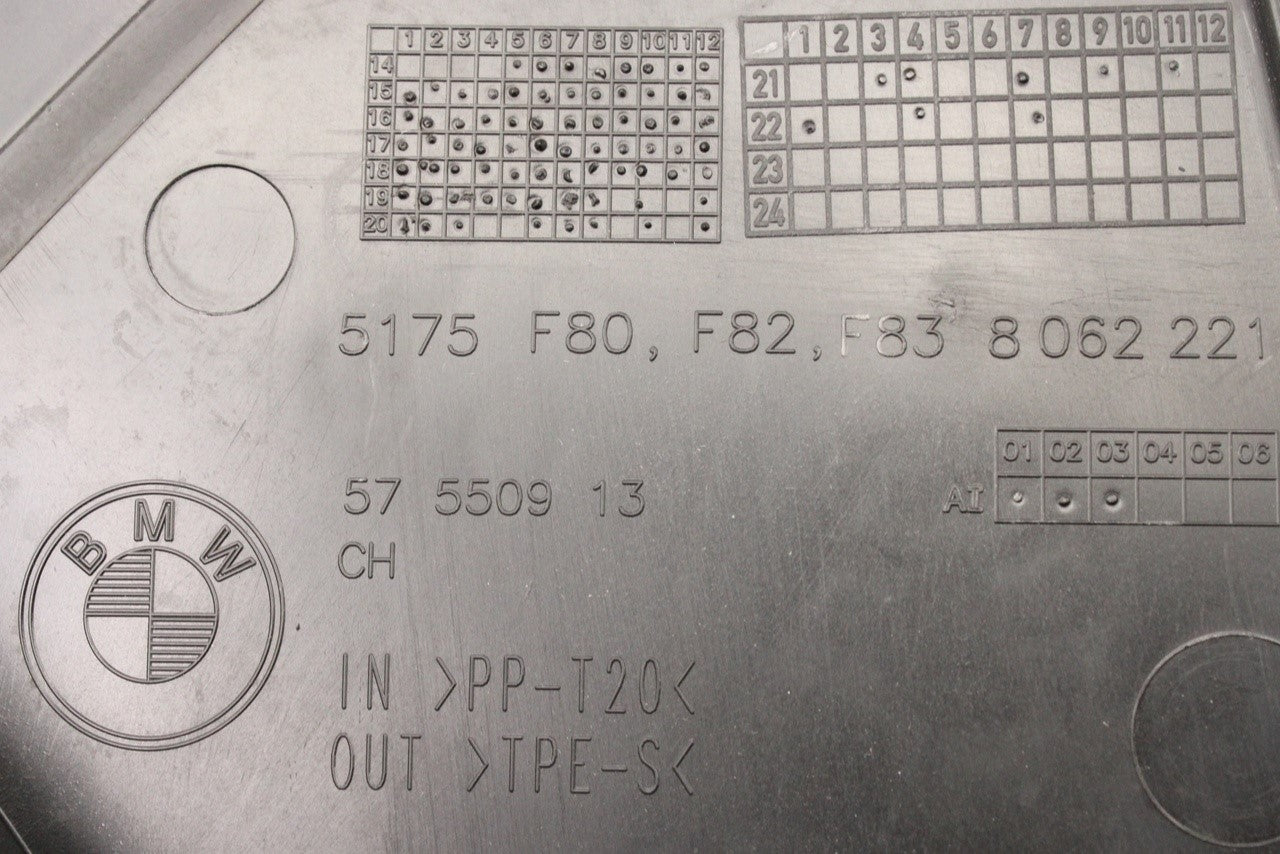 1 2 3 4 5 6 7 8 9 10 11 12
14
15
16
17
18
19
20
1 2 3 4 5 6 7 8 9 10 11 12
21
22
23
24
5175 F80, F82, F83 8 062 221
01 02 03 04 05 06
AI
57 5509 13
CH
BMW
IN >PP-T20<
OUT >TPE-S<